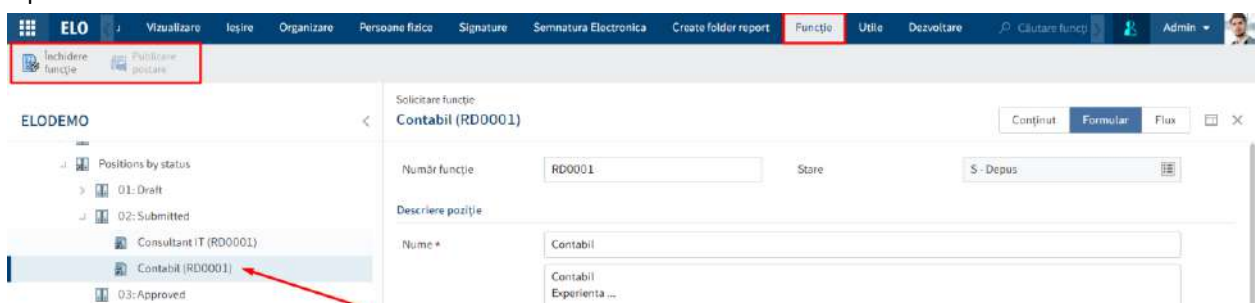 ELO Vizualizare Ieșire Organizare Persoane fizice Signature Semnatura Electronica Create folder report Funcție Utile Dezvoltare Căutare funcți Admin
Închidere funcție
Publicare postare
ELODEMO
Positions by status
01: Draft
02: Submitted
Consultant IT (RD0001)
Contabil (RD0001)
03: Approved
Solicitare funcție
Contabil (RD0001)
Conținut Formular Flux
Număr funcție RD0001 Stare S - Depus
Descriere poziție
Nume * Contabil
Contabil
Experienta ...